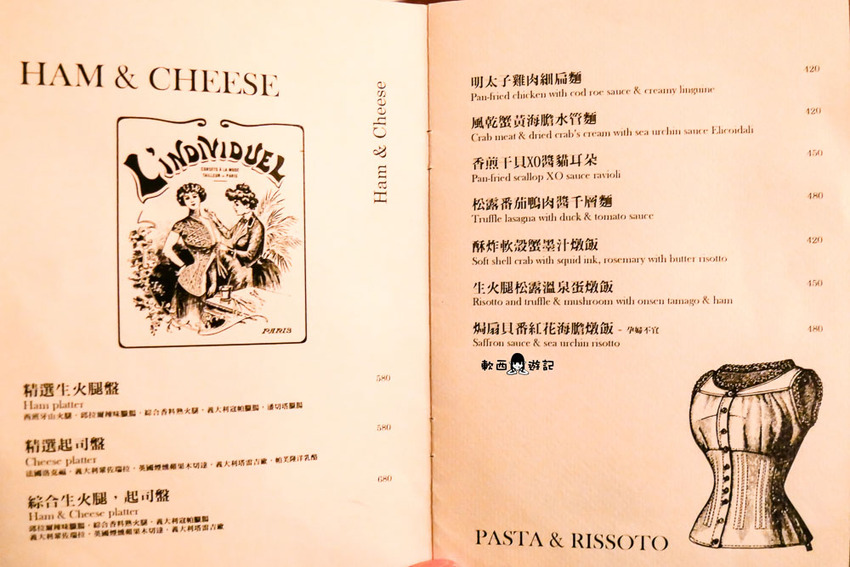 HAM & CHEESE
L'INDIVIDUEL
CORSETS A LA MODE
TAILLEUR - PARIS
PARIS
Ham & Cheese
精選生火腿盤 580
Ham platter
精選起司盤 580
Cheese platter
綜合生火腿，起司盤 680
Ham & Cheese platter
明太子雞肉細扁麵 420
Pan-fried chicken with cod roe sauce & creamy linguine
風乾蟹黃海膽水管麵 420
Crab meat & dried crab's cream with sea urchin sauce Elicoidali
香煎干貝XO醬貓耳朵 450
Pan-fried scallop XO sauce ravioli
松露番茄鴨肉醬千層麵 480
Truffle lasagna with duck & tomato sauce
酥炸軟殼蟹墨汁燉飯 420
Soft shell crab with squid ink, rosemary with butter risotto
生火腿松露溫泉蛋燉飯 450
Risotto and truffle & mushroom with onsen tamago & ham
焗扇貝番紅花海膽燉飯 - 孕婦不宜 480
Saffron sauce & sea urchin risotto
軟西 遊記
PASTA & RISSOTO